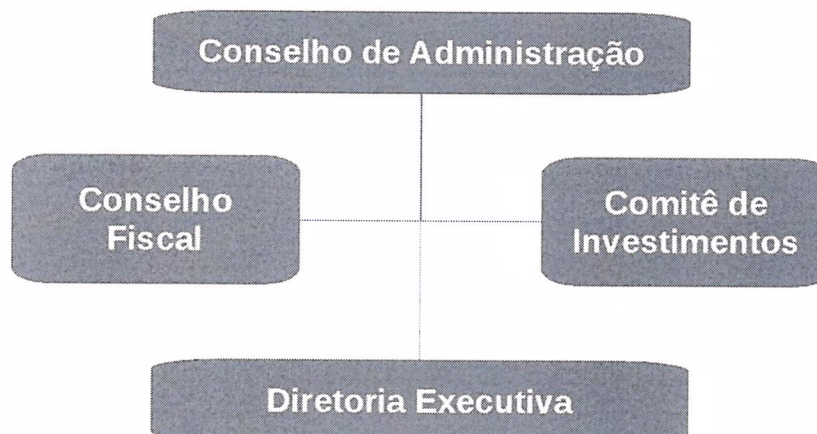 Conselho de Administração
Conselho
Fiscal
Comitê de
Investimentos
Diretoria Executiva